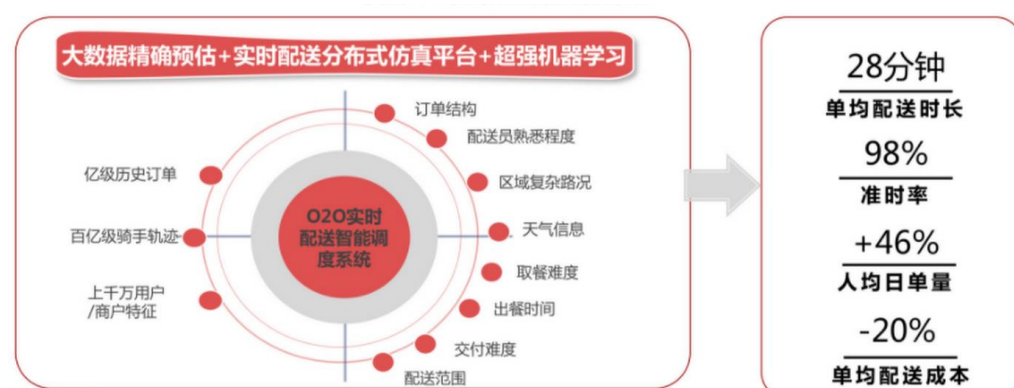 大数据精确预估+实时配送分布式仿真平台+超强机器学习
亿级历史订单
百亿级骑手轨迹
上千万用户
/商户特征
O2O实时
配送智能调
度系统
订单结构
配送员熟悉程度
区域复杂路况
天气信息
取餐难度
出餐时间
交付难度
配送范围
28分钟
单均配送时长
98%
准时率
+46%
人均日单量
-20%
单均配送成本